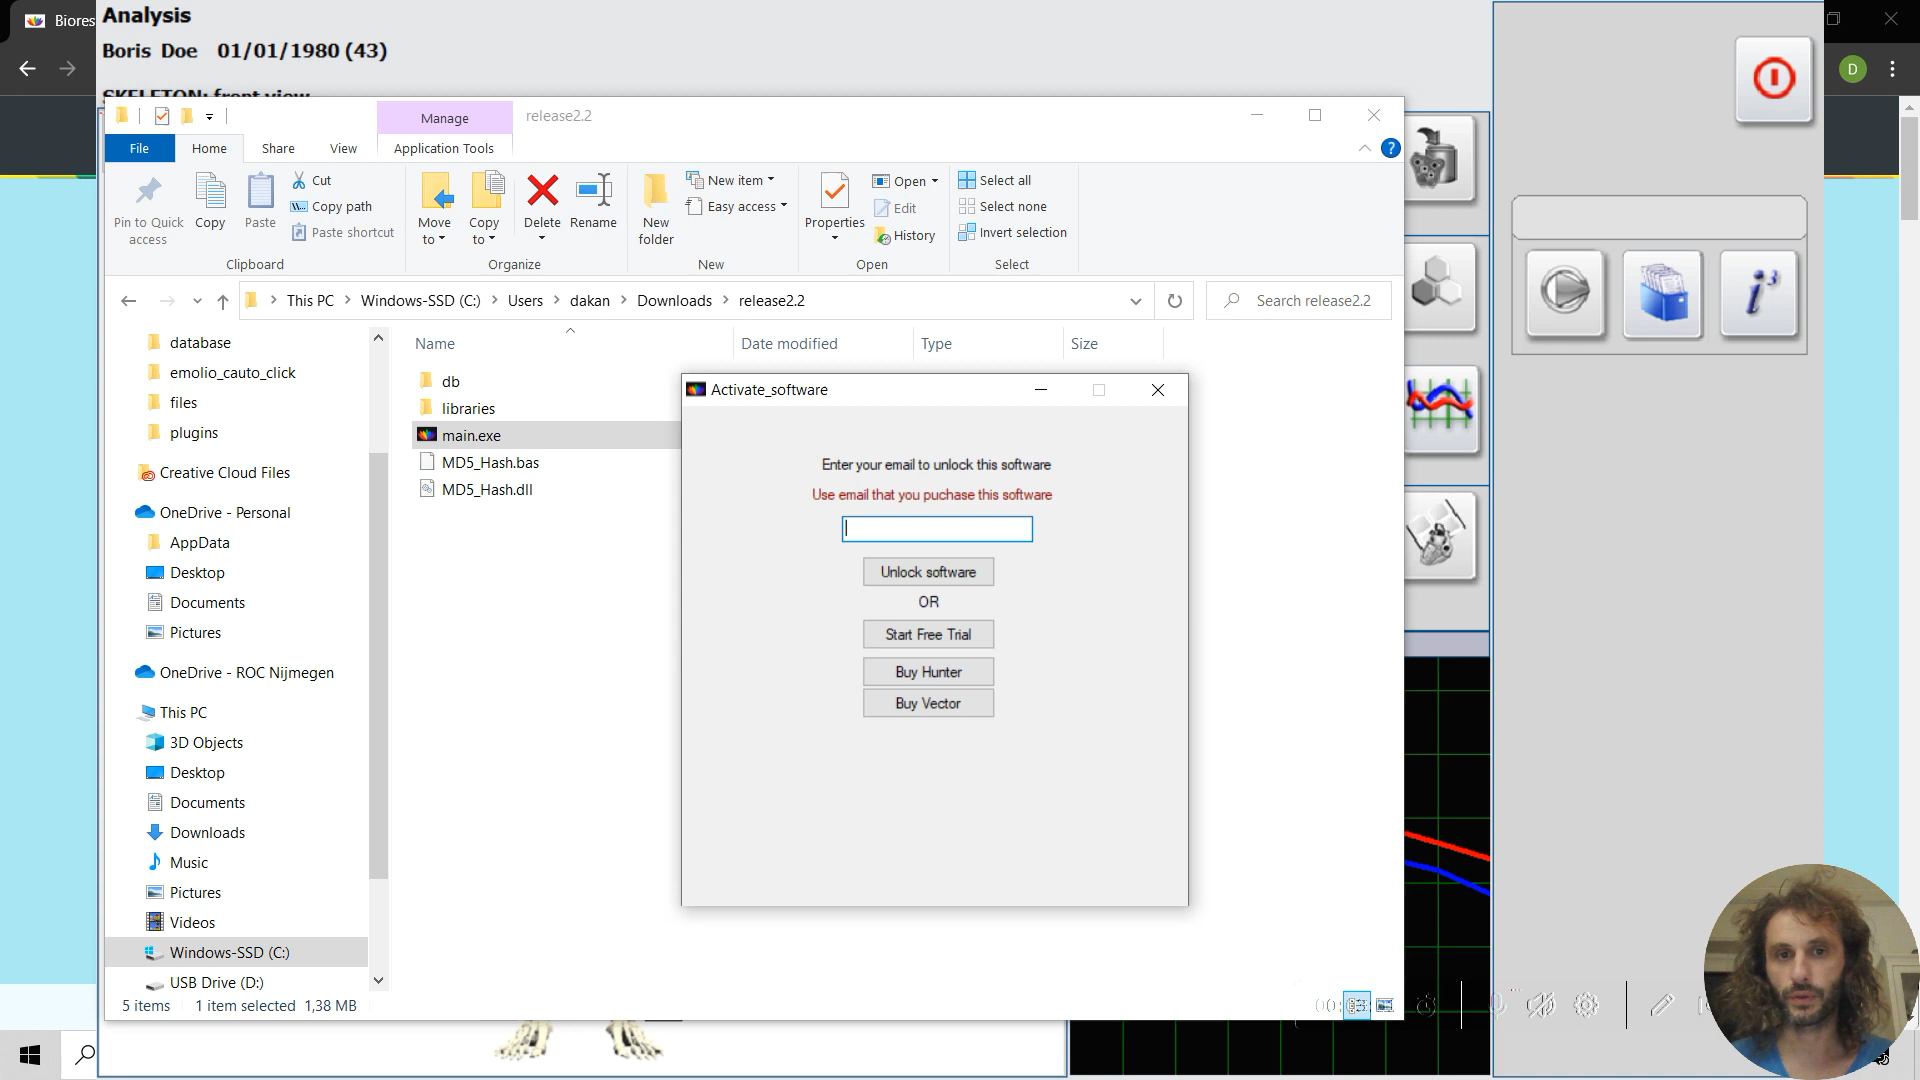 Biores
Analysis
Boris Doe 01/01/1980 (43)
SKELETON: front view
D
Manage
release2.2
File
Home
Share
View
Application Tools
?
Pin to Quick access
Copy
Paste
Cut
Copy path
Paste shortcut
Clipboard
Move to
Copy to
Delete
Rename
Organize
New folder
New item
Easy access
New
Properties
Open
Edit
History
Open
Select all
Select none
Invert selection
Select
This PC
Windows-SSD (C:)
Users
dakan
Downloads
release2.2
Search release2.2
i³
Name
Date modified
Type
Size
database
emolio_cauto_click
files
plugins
Creative Cloud Files
OneDrive - Personal
AppData
Desktop
Documents
Pictures
OneDrive - ROC Nijmegen
This PC
3D Objects
Desktop
Documents
Downloads
Music
Pictures
Videos
Windows-SSD (C:)
USB Drive (D:)
db
libraries
main.exe
MD5_Hash.bas
MD5_Hash.dll
Activate_software
Enter your email to unlock this software
Use email that you puchase this software
Unlock software
OR
Start Free Trial
Buy Hunter
Buy Vector
5 items
1 item selected 1,38 MB